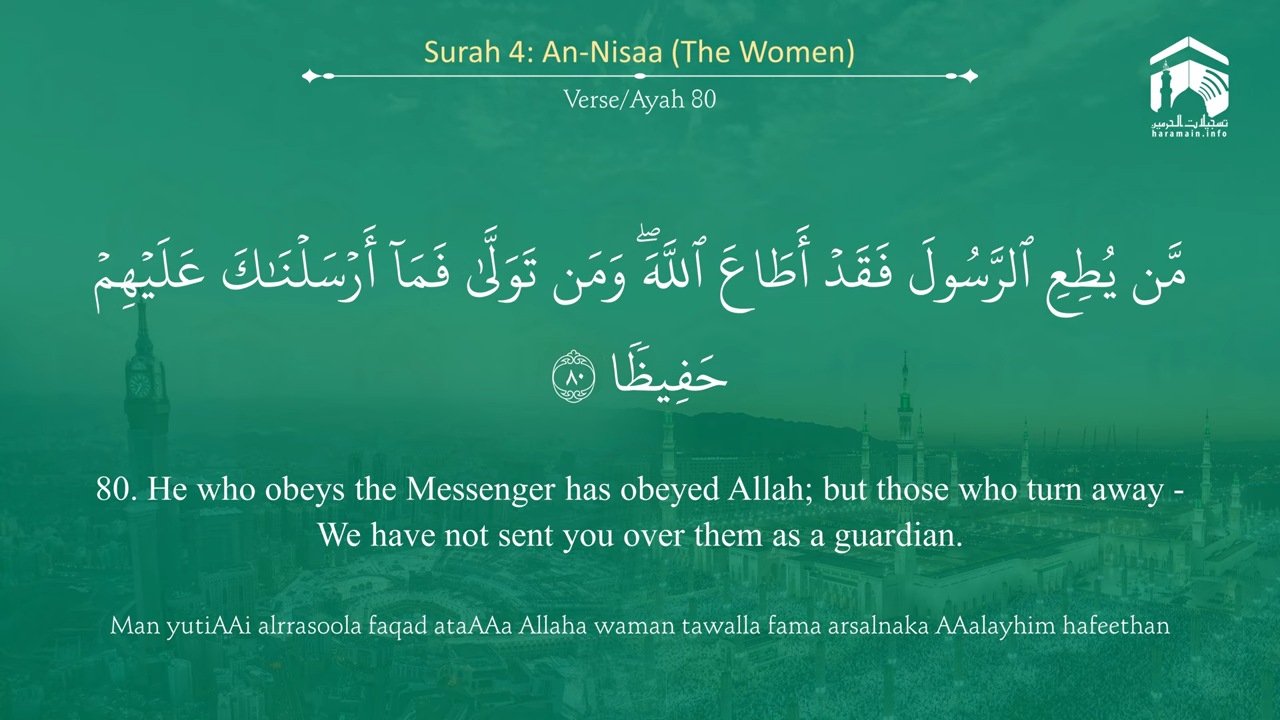 Surah 4: An-Nisaa (The Women)
Verse/Ayah 80
تسجيلات الحرمين
haramain.info
مَّن يُطِعِ ٱلرَّسُولَ فَقَدْ أَطَاعَ ٱللَّهَ ۖ وَمَن تَوَلَّىٰ فَمَآ أَرْسَلْنَـٰكَ عَلَيْهِمْ
حَفِيظًا ٨٠
80. He who obeys the Messenger has obeyed Allah; but those who turn away -
We have not sent you over them as a guardian.
Man yutiAAi alrrasoola faqad ataAAa Allaha waman tawalla fama arsalnaka AAalayhim hafeethan